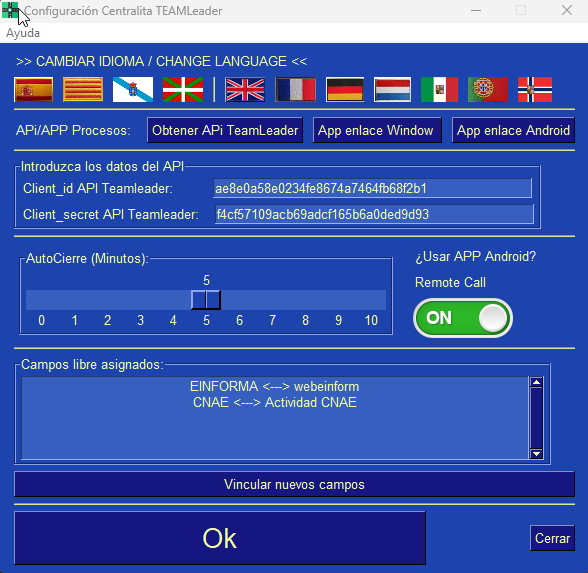 Configuración Centralita TEAMLeader
Ayuda
>> CAMBIAR IDIOMA / CHANGE LANGUAGE <<
APi/APP Procesos: Obtener APi TeamLeader App enlace Window App enlace Android
Introduzca los datos del API
Client_id API Teamleader: ae8e0a58e0234fe8674a7464fb68f2b1
Client_secret API Teamleader: f4cf57109acb69adcf165b6a0ded9d93
AutoCierre (Minutos):
5
0 1 2 3 4 5 6 7 8 9 10
¿Usar APP Android?
Remote Call
ON
Campos libre asignados:
EINFORMA <---> webeinform
CNAE <---> Actividad CNAE
Vincular nuevos campos
Ok
Cerrar